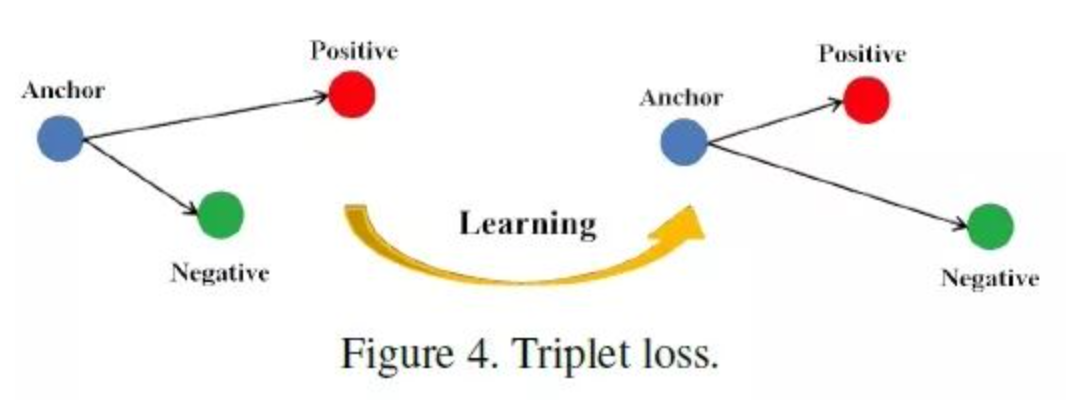 Positive
Anchor
Negative
Learning
Positive
Anchor
Negative
Figure 4. Triplet loss.